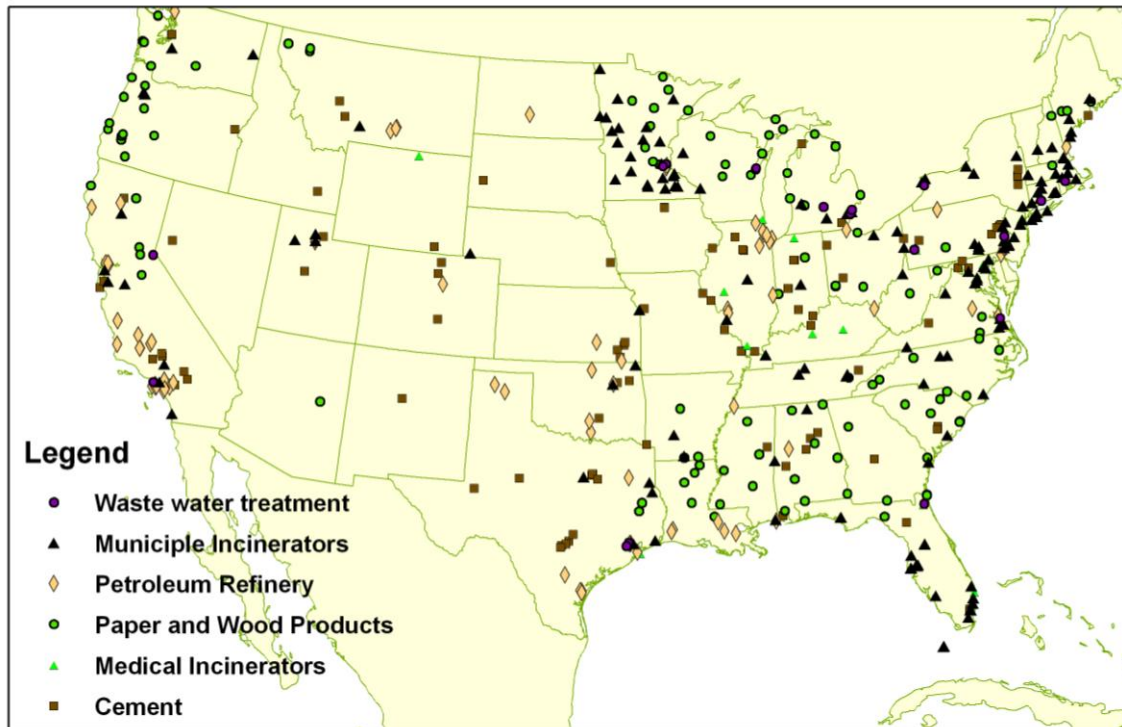 Legend
Waste water treatment
Municiple Incinerators
Petroleum Refinery
Paper and Wood Products
Medical Incinerators
Cement